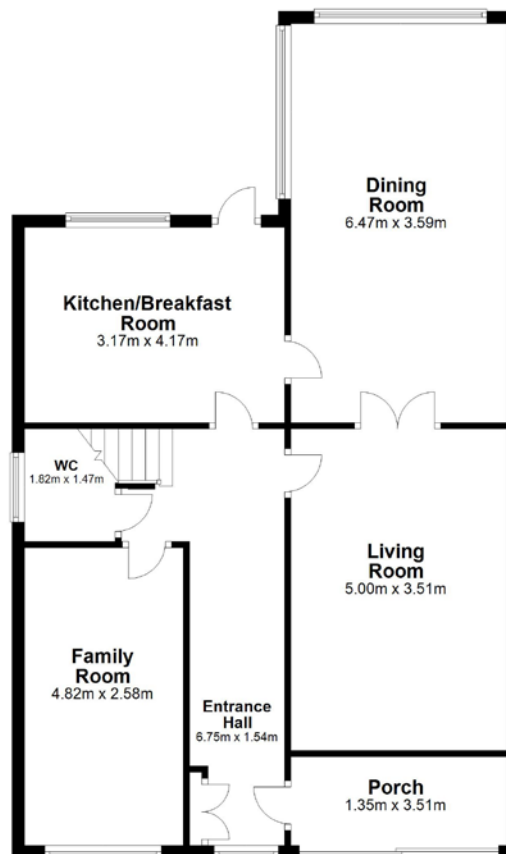 Dining
Room
6.47m x 3.59m
Kitchen/Breakfast
Room
3.17m x 4.17m
WC
1.82m x 1.47m
Living
Room
5.00m x 3.51m
Family
Room
4.82m x 2.58m
Entrance
Hall
6.75m x 1.54m
Porch
1.35m x 3.51m